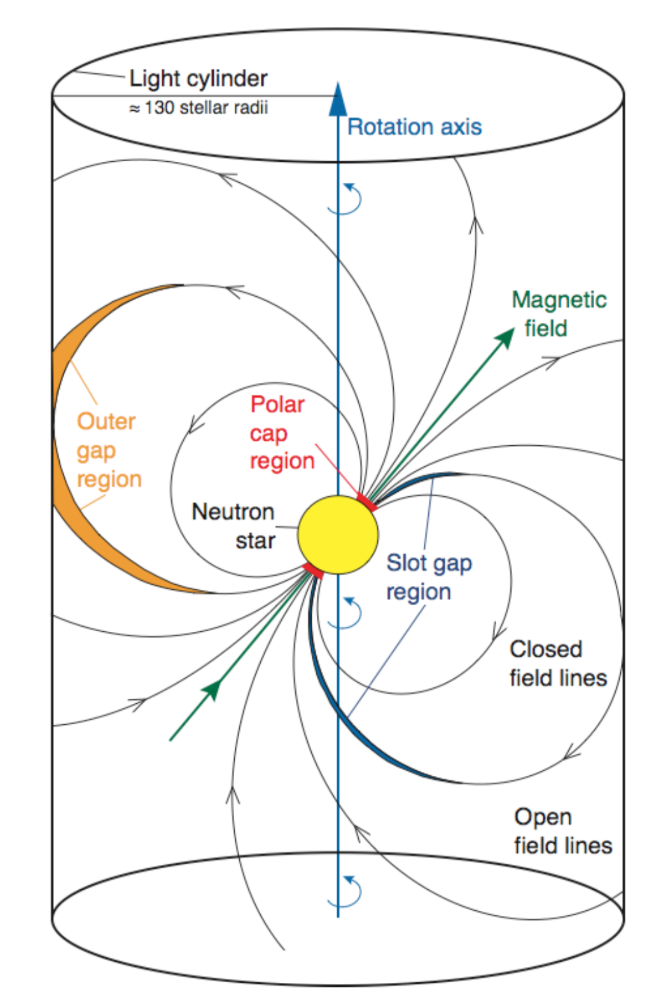 Light cylinder
≈ 130 stellar radii
Rotation axis
Magnetic
field
Polar
cap
region
Outer
gap
region
Neutron
star
Slot gap
region
Closed
field lines
Open
field lines